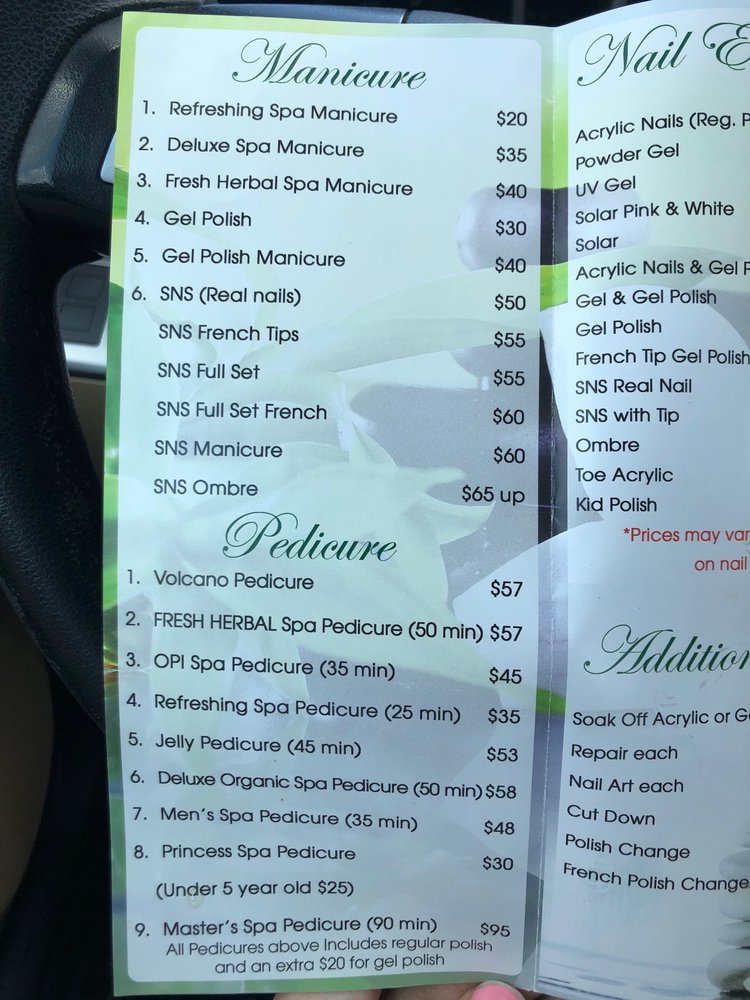 Manicure
1. Refreshing Spa Manicure $20
2. Deluxe Spa Manicure $35
3. Fresh Herbal Spa Manicure $40
4. Gel Polish $30
5. Gel Polish Manicure $40
6. SNS (Real nails) $50
SNS French Tips $55
SNS Full Set $55
SNS Full Set French $60
SNS Manicure $60
SNS Ombre $65 up
Pedicure
1. Volcano Pedicure $57
2. FRESH HERBAL Spa Pedicure (50 min) $57
3. OPI Spa Pedicure (35 min) $45
4. Refreshing Spa Pedicure (25 min) $35
5. Jelly Pedicure (45 min) $53
6. Deluxe Organic Spa Pedicure (50 min) $58
7. Men's Spa Pedicure (35 min) $48
8. Princess Spa Pedicure $30
(Under 5 year old $25)
9. Master's Spa Pedicure (90 min) $95
All Pedicures above Includes regular polish
and an extra $20 for gel polish
Nail
Acrylic Nails (Reg.
Powder Gel
UV Gel
Solar Pink & White
Solar
Acrylic Nails & Gel
Gel & Gel Polish
Gel Polish
French Tip Gel Polish
SNS Real Nail
SNS with Tip
Ombre
Toe Acrylic
Kid Polish
*Prices may
on nail
Soak Off Acrylic or
Repair each
Nail Art each
Cut Down
Polish Change
French Polish Change